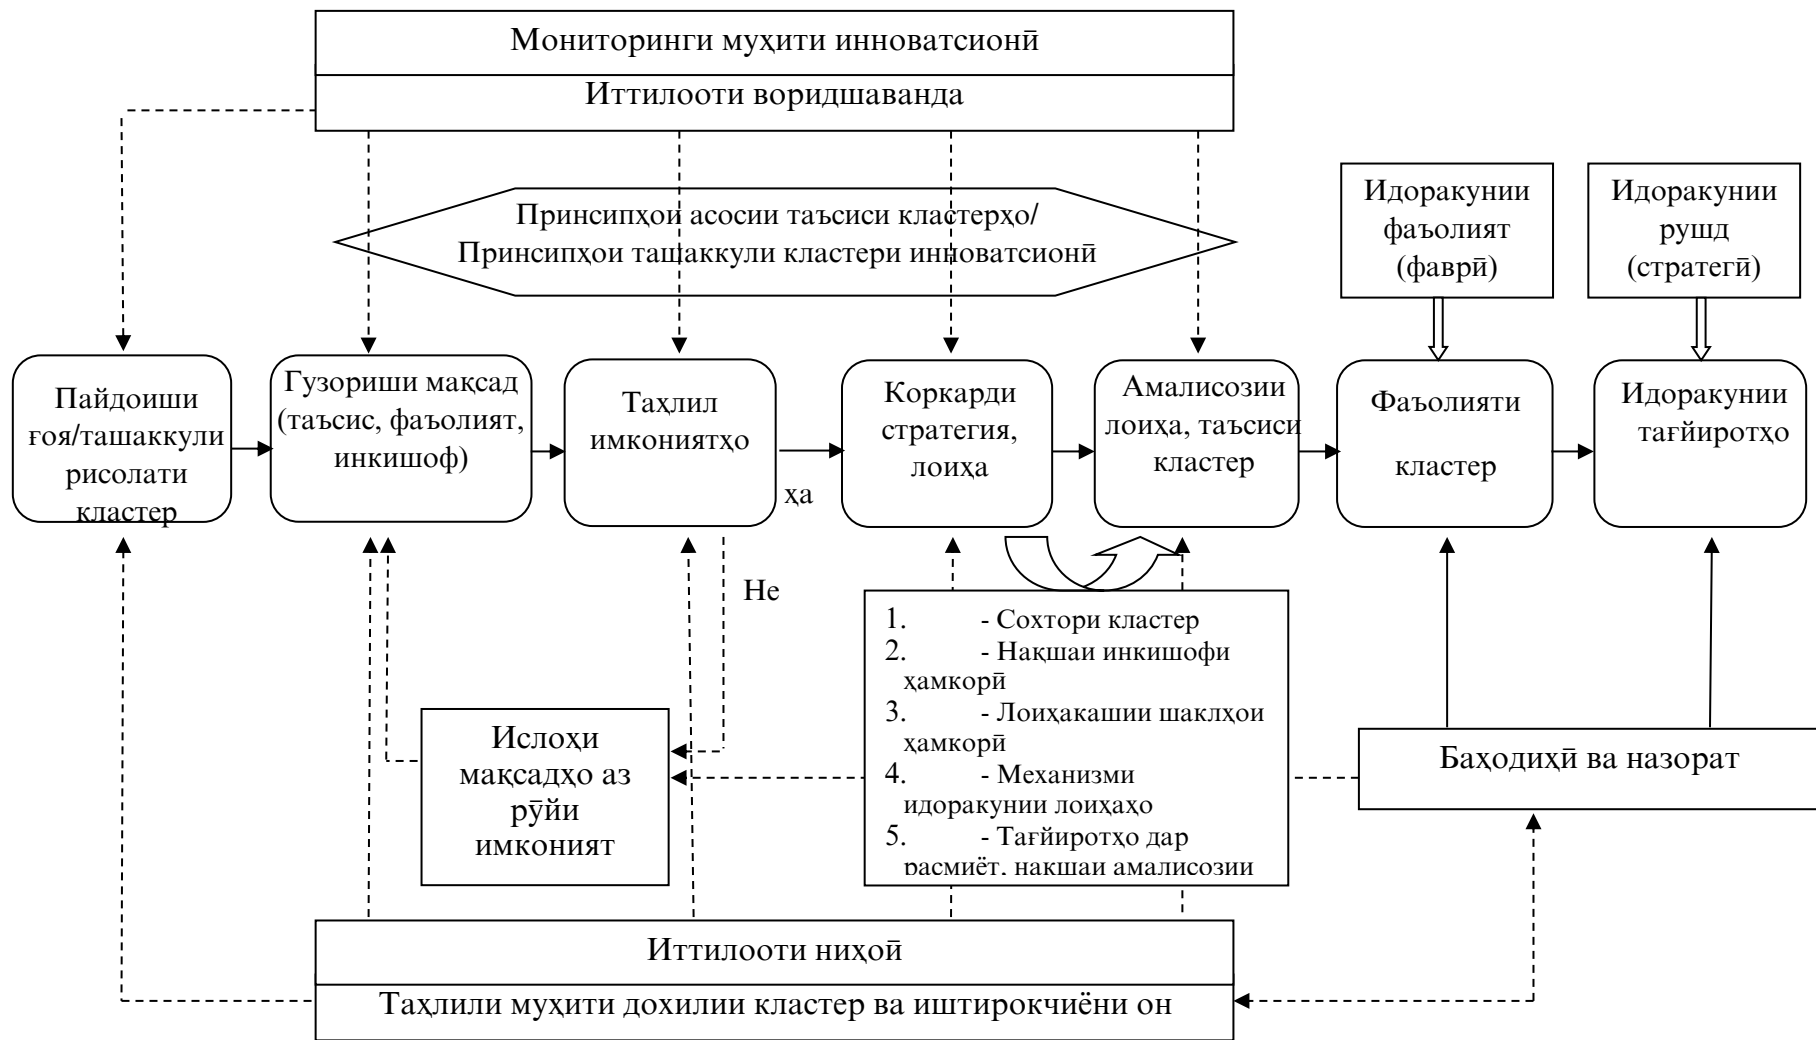 Мониторинги муҳити инноватсионӣ
Иттилооти воридшаванда
Принсипҳои асосии таъсиси кластерҳо/
Принсипҳои ташаккули кластери инноватсионӣ
Идоракунии
фаъолият
(фаврӣ)
Идоракунии
рушд
(стратегӣ)
Пайдоиши
ғоя/ташаккули
рисолати
кластер
Гузориши мақсад
(таъсис, фаъолият,
инкишоф)
Таҳлил
имкониятҳо
ҳа
Коркарди
стратегия,
лоиҳа
Амалисозии
лоиҳа, таъсиси
кластер
Фаъолияти
кластер
Идоракунии
тағйиротҳо
Не
1. - Сохтори кластер
2. - Нақшаи инкишофи
ҳамкорӣ
3. - Лоиҳакашии шаклҳои
ҳамкорӣ
4. - Механизми
идоракунии лоиҳаҳо
5. - Тағйиротҳо дар
расмиёт, нақшаи амалисозии
Ислоҳи
мақсадҳо аз
рӯйи
имконият
Баҳодиҳӣ ва назорат
Иттилооти ниҳоӣ
Таҳлили муҳити дохилии кластер ва иштирокчиёни он